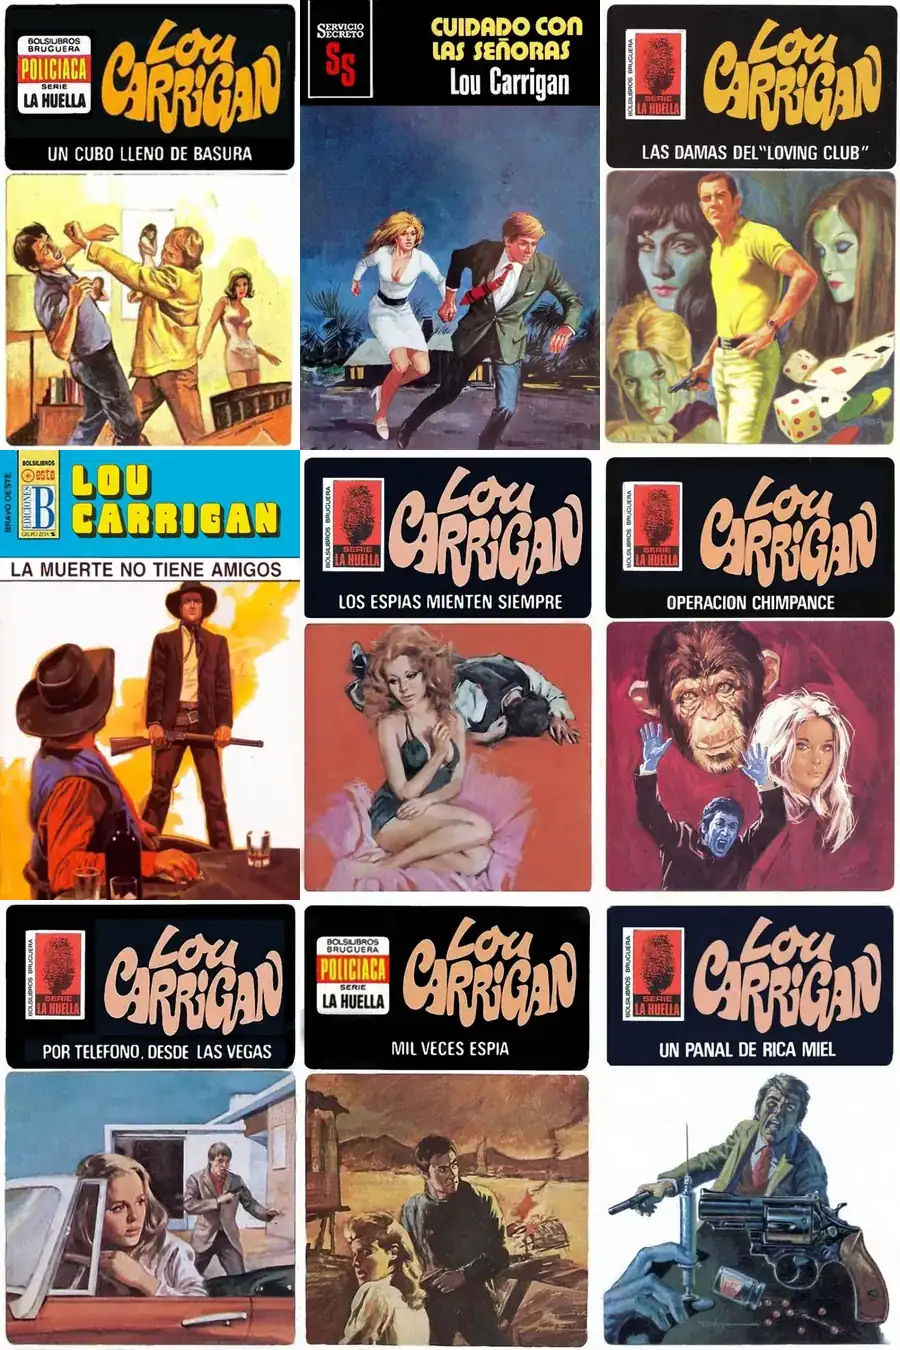 BOLSILIBROS
BRUGUERA
POLICIACA
SERIE
LA HUELLA
LOU
CARRIGAN
UN CUBO LLENO DE BASURA
SERVICIO
SECRETO
SS
CUIDADO CON
LAS SEÑORAS
Lou Carrigan
BOLSILIBROS BRUGUERA
SERIE
LA HUELLA
LOU
CARRIGAN
LAS DAMAS DEL "LOVING CLUB"
BRAVO OESTE
BOLSILIBROS
oeste
EDICIONES
B
GRUPO ZETA
LOU
CARRIGAN
LA MUERTE NO TIENE AMIGOS
BOLSILIBROS BRUGUERA
SERIE
LA HUELLA
LOU
CARRIGAN
LOS ESPIAS MIENTEN SIEMPRE
BOLSILIBROS BRUGUERA
SERIE
LA HUELLA
LOU
CARRIGAN
OPERACION CHIMPANCE
BOLSILIBROS BRUGUERA
SERIE
LA HUELLA
LOU
CARRIGAN
POR TELEFONO, DESDE LAS VEGAS
BOLSILIBROS
BRUGUERA
POLICIACA
SERIE
LA HUELLA
LOU
CARRIGAN
MIL VECES ESPIA
BOLSILIBROS BRUGUERA
SERIE
LA HUELLA
LOU
CARRIGAN
UN PANAL DE RICA MIEL